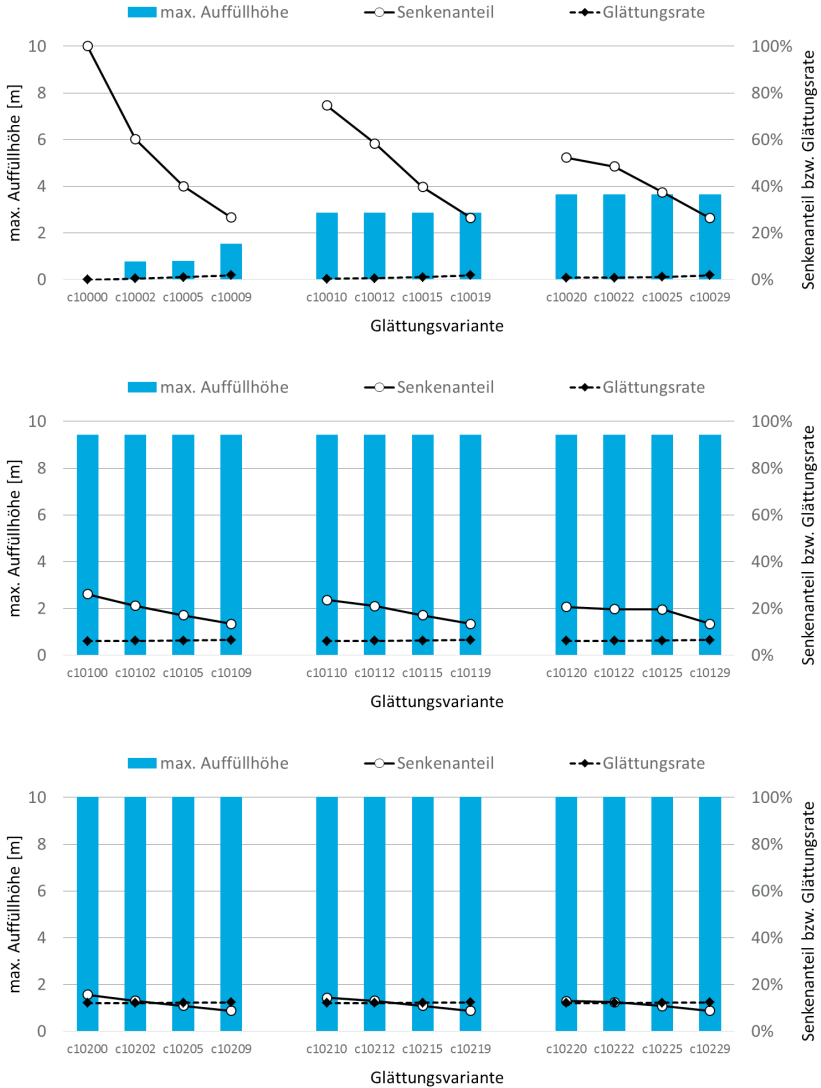 max. Auffüllhöhe Senkenanteil Glättungsrate
max. Auffüllhöhe [m]
10 100%
8 80%
6 60%
4 40%
2 20%
0 0%
Senkenanteil bzw. Glättungsrate
c10000 c10002 c10005 c10009 c10010 c10012 c10015 c10019 c10020 c10022 c10025 c10029
Glättungsvariante
max. Auffüllhöhe Senkenanteil Glättungsrate
max. Auffüllhöhe [m]
10 100%
8 80%
6 60%
4 40%
2 20%
0 0%
Senkenanteil bzw. Glättungsrate
c10100 c10102 c10105 c10109 c10110 c10112 c10115 c10119 c10120 c10122 c10125 c10129
Glättungsvariante
max. Auffüllhöhe Senkenanteil Glättungsrate
max. Auffüllhöhe [m]
10 100%
8 80%
6 60%
4 40%
2 20%
0 0%
Senkenanteil bzw. Glättungsrate
c10200 c10202 c10205 c10209 c10210 c10212 c10215 c10219 c10220 c10222 c10225 c10229
Glättungsvariante